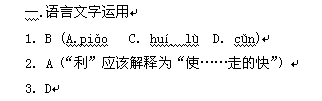 一.语言文字运用
1. B (A.piǎo  C. huí  lù  D. cǔn)
2. A(“利”应该解释为“使……走的快”)
3. D